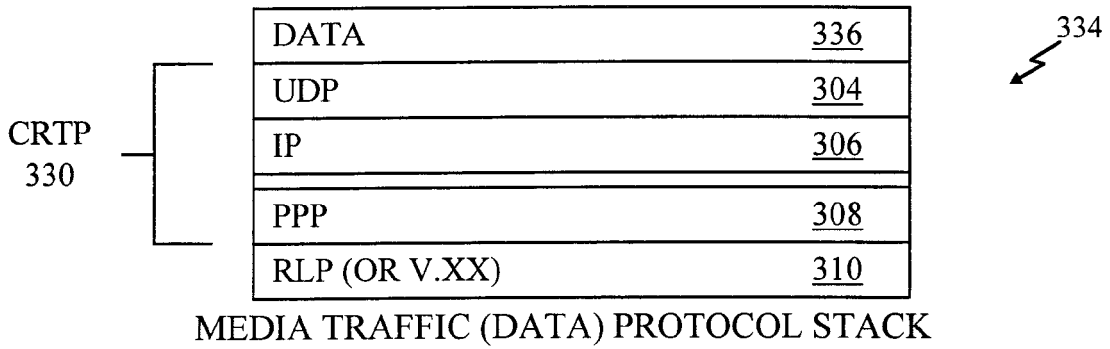 DATA 336
334
UDP 304
CRTP
330
IP 306
PPP 308
RLP (OR V.XX) 310
MEDIA TRAFFIC (DATA) PROTOCOL STACK